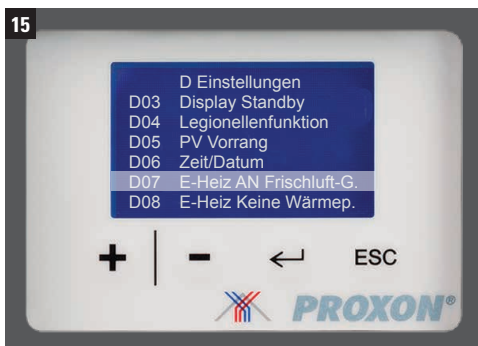 15
D Einstellungen
D03 Display Standby
D04 Legionellenfunktion
D05 PV Vorrang
D06 Zeit/Datum
D07 E-Heiz AN Frischluft-G.
D08 E-Heiz Keine Wärmep.
+ | - ↵ ESC
PROXON®